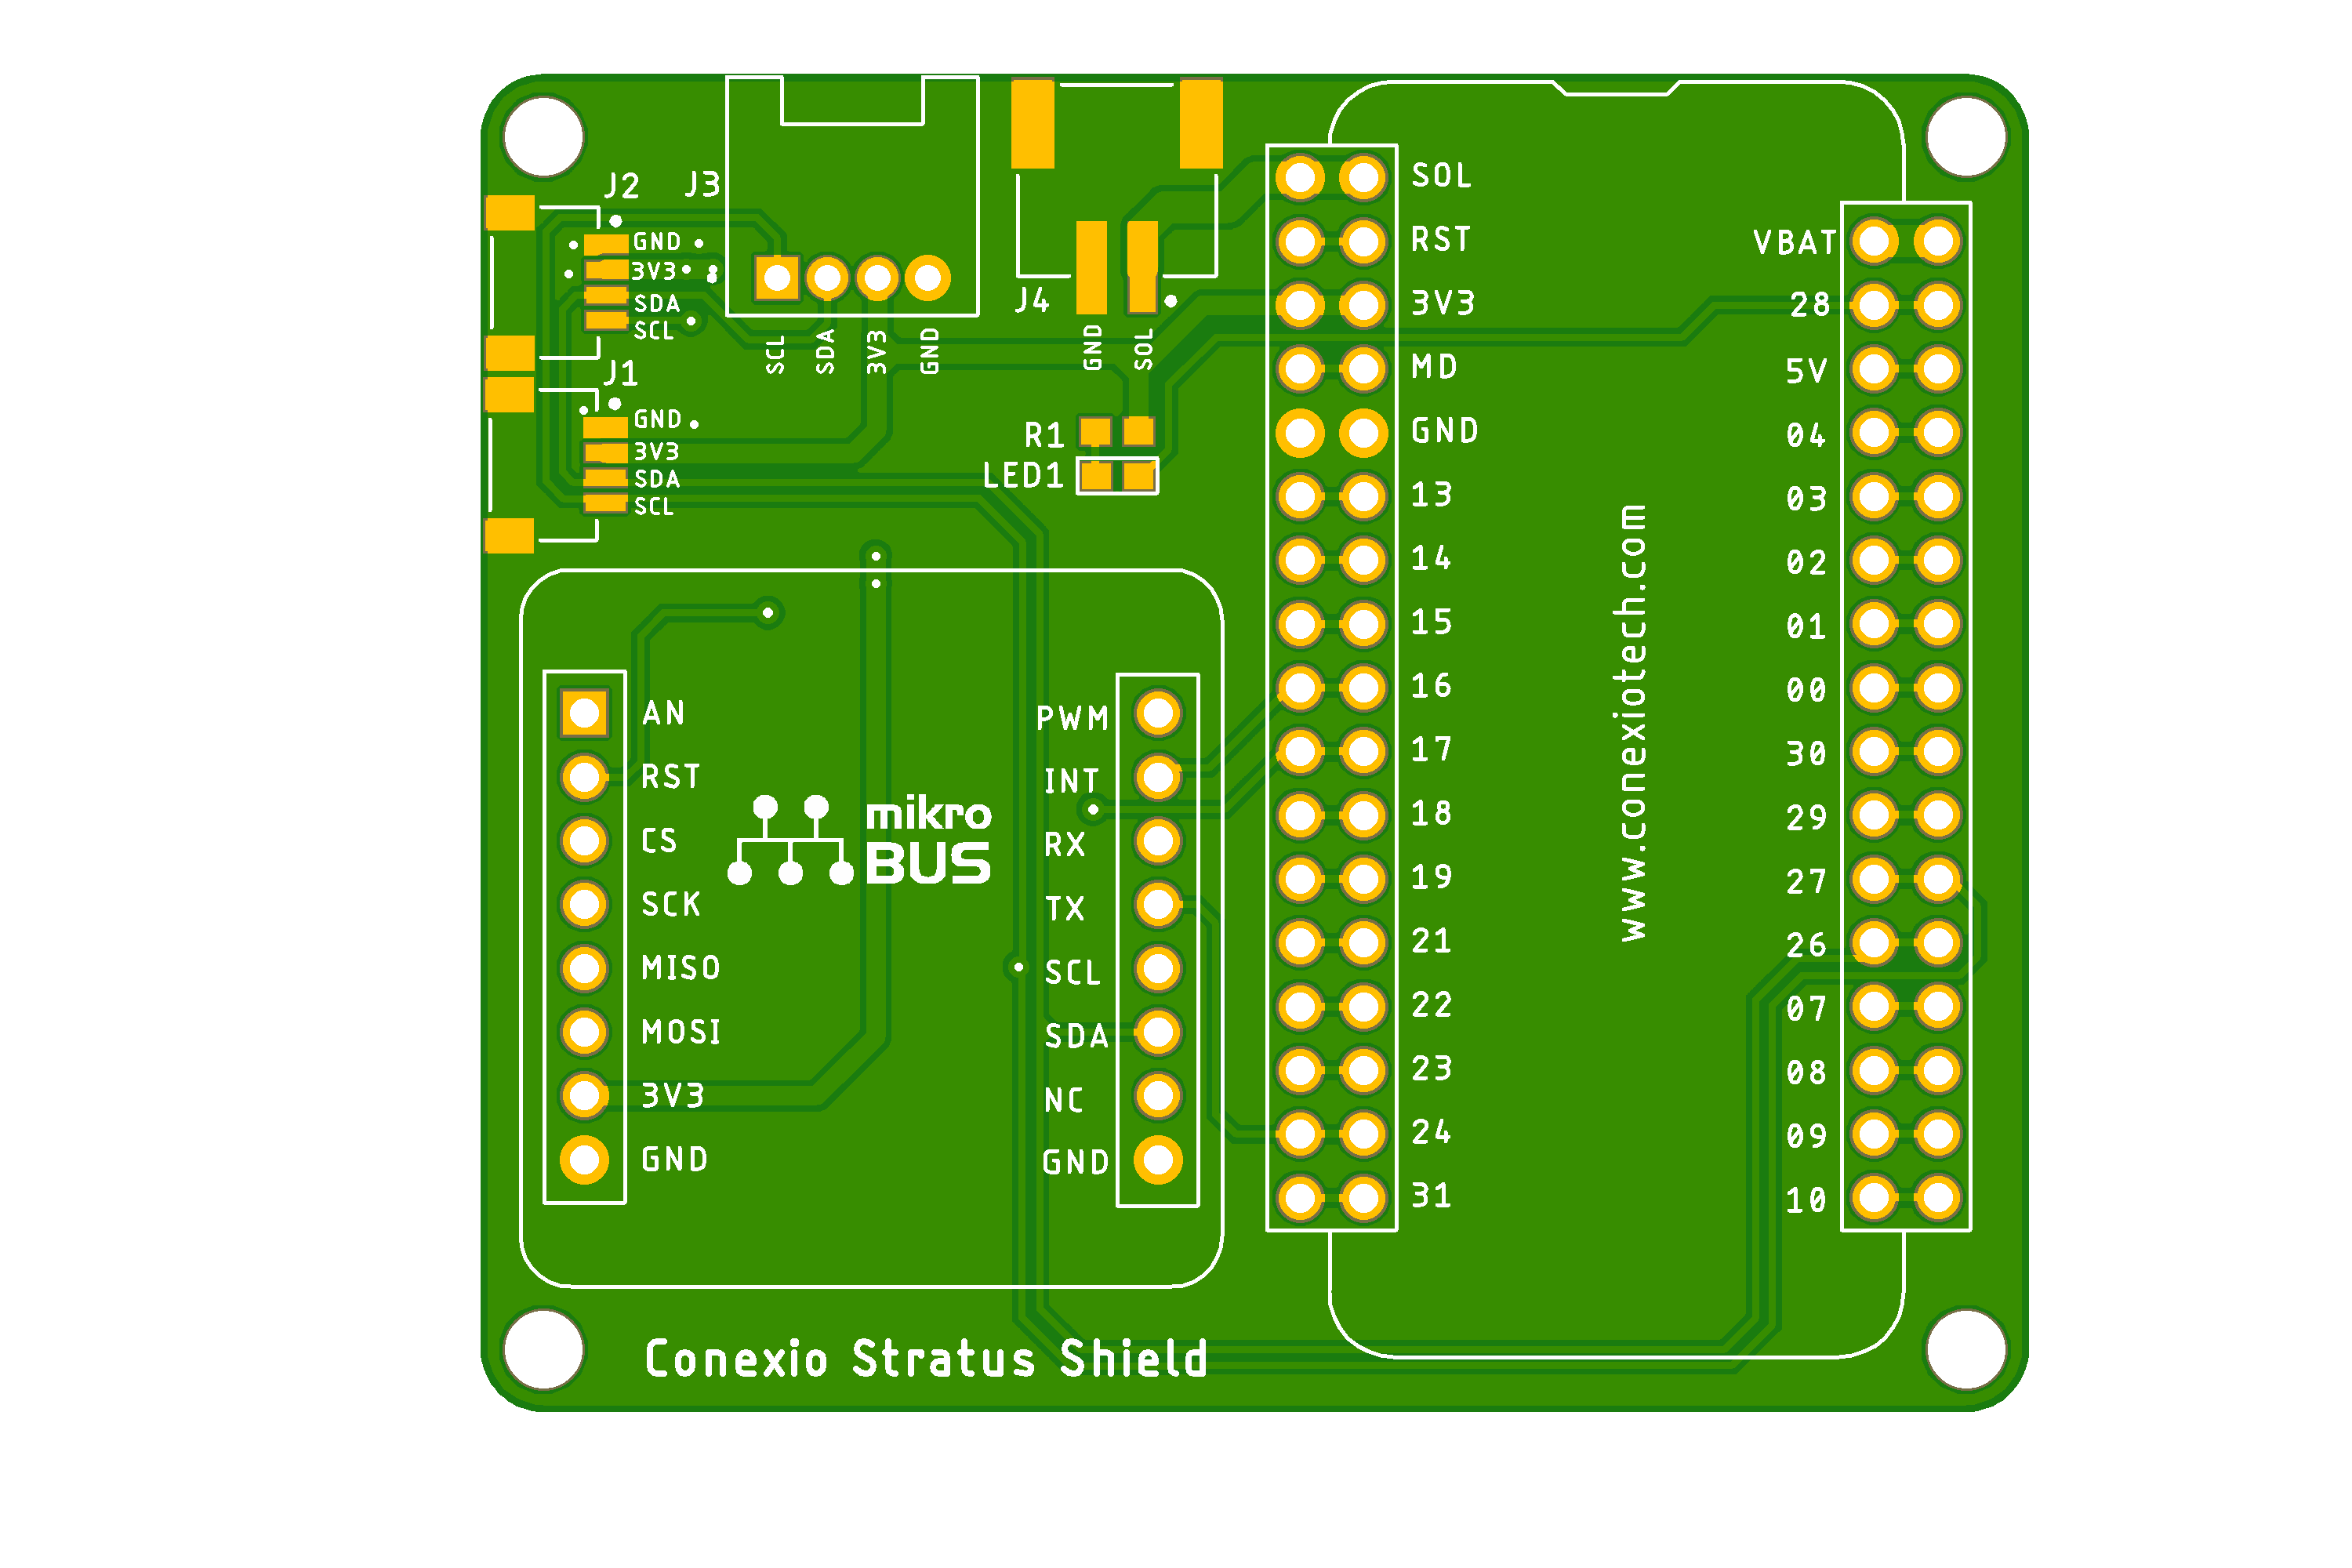 J2
GND
3V3
SDA
SCL
J3
SCL
SDA
3V3
GND
J4
GND
SOL
J1
GND
3V3
SDA
SCL
R1
LED1
SOL
RST
3V3
MD
GND
13
14
15
16
17
18
19
21
22
23
24
31
www.conexiotech.com
VBAT
28
5V
04
03
02
01
00
30
29
27
26
07
08
09
10
AN
RST
CS
SCK
MISO
MOSI
3V3
GND
mikro
BUS
PWM
INT
RX
TX
SCL
SDA
NC
GND
Conexio Stratus Shield